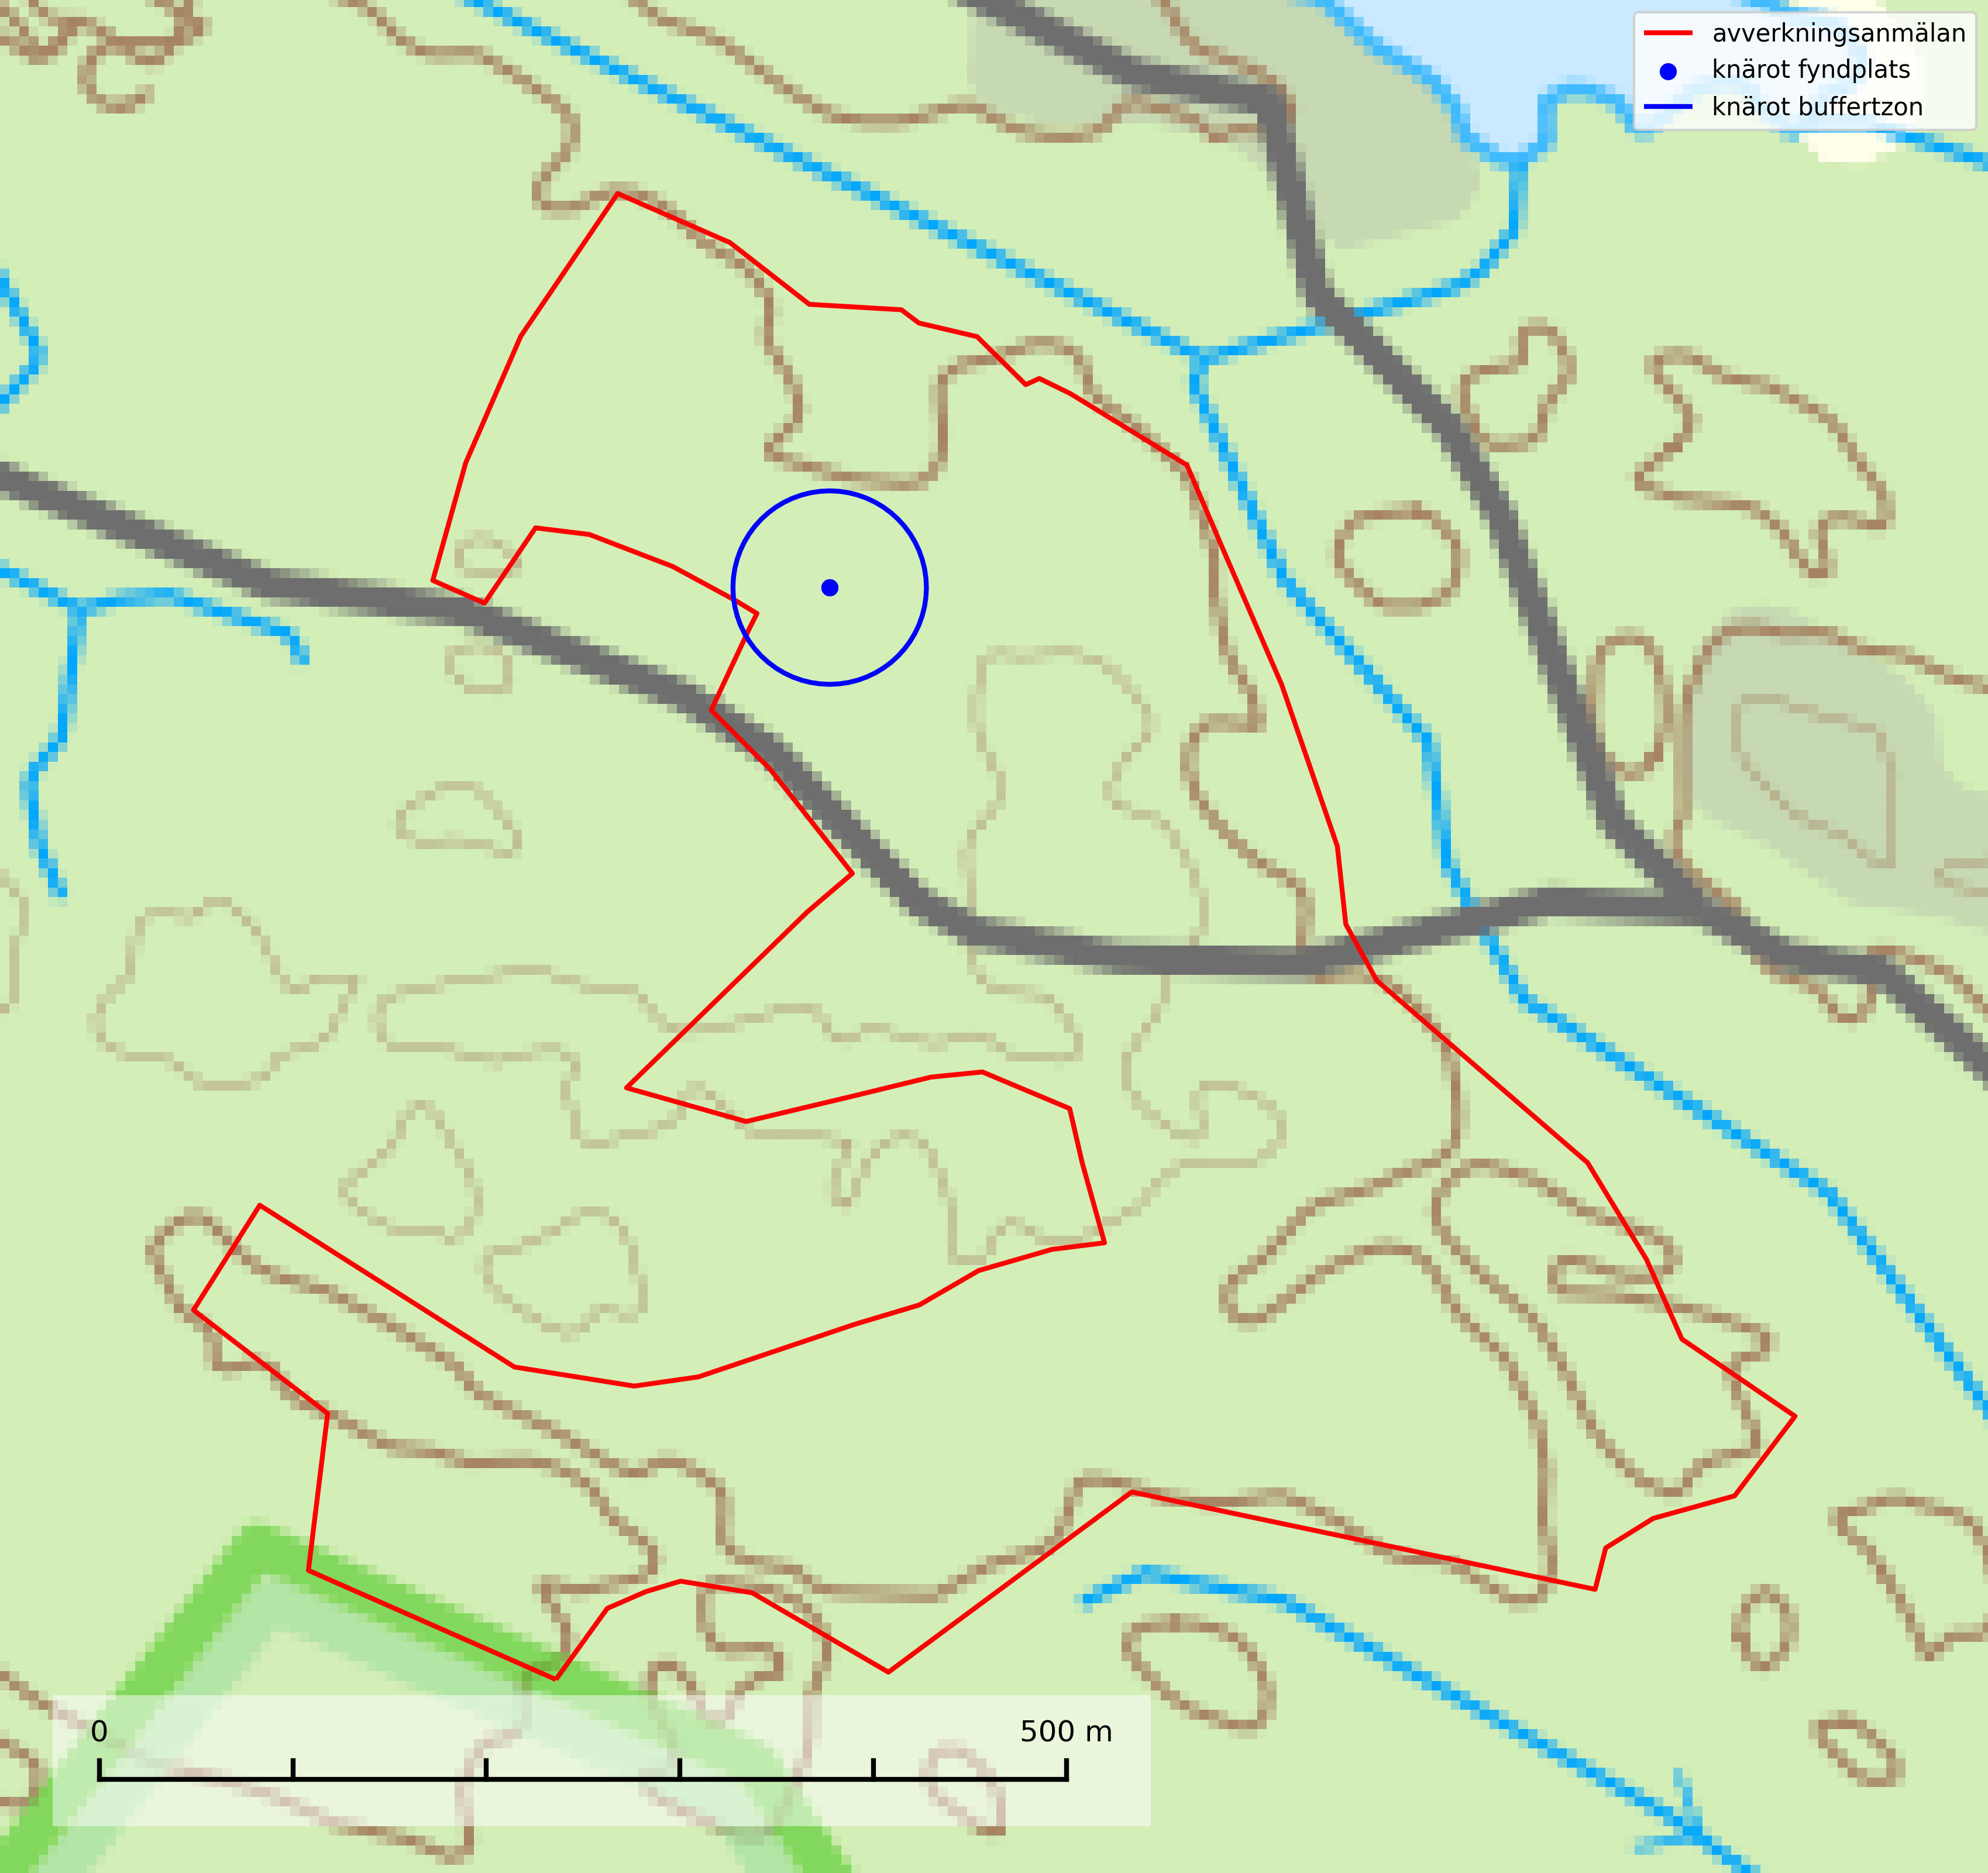 avverkningsanmälan
knärot fyndplats
knärot buffertzon
0 500 m